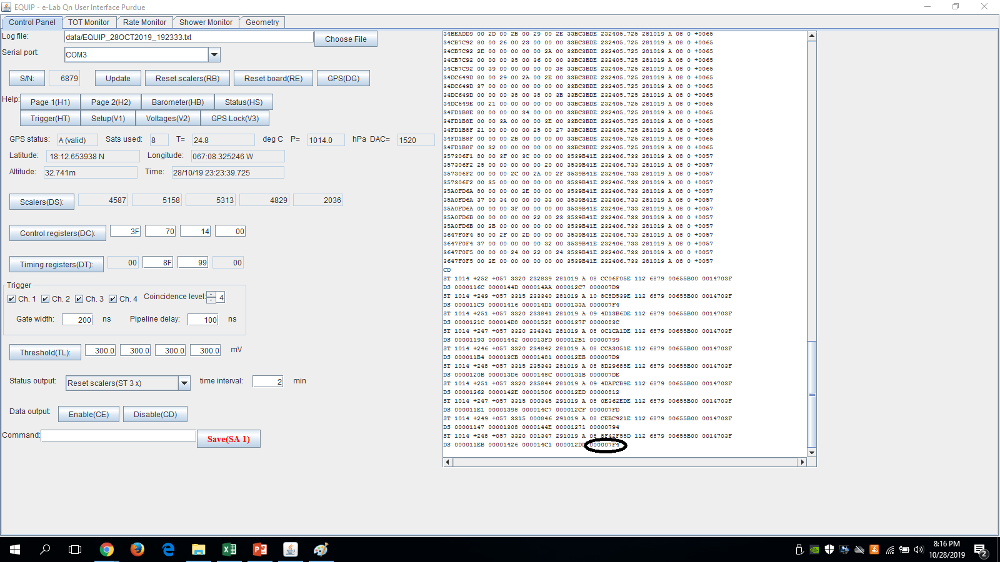 EQUIP - e-Lab Qn User Interface Purdue
Control Panel TOT Monitor Rate Monitor Shower Monitor Geometry
Log file: data/EQUIP_28OCT2019_192333.txt Choose File
Serial port: COM3
S/N: 6879 Update Reset scalers(RB) Reset board(RE) GPS(DG)
Help: Page 1(H1) Page 2(H2) Barometer(HB) Status(HS)
Trigger(HT) Setup(V1) Voltages(V2) GPS Lock(V3)
GPS status: A (valid) Sats used: 8 T= 24.8 deg C P= 1014.0 hPa DAC= 1520
Latitude: 18:12.653938 N Longitude: 067:08.325246 W
Altitude: 32.741m Time: 28/10/19 23:23:39.725
Scalers(DS): 4587 5158 5313 4829 2036
Control registers(DC): 3F 70 14 00
Timing registers(DT): 00 8F 99 00
Trigger
Ch. 1 Ch. 2 Ch. 3 Ch. 4 Coincidence level: 4
Gate width: 200 ns Pipeline delay: 100 ns
Threshold(TL): 300.0 300.0 300.0 300.0 mV
Status output: Reset scalers(ST 3 x) time interval: 2 min
Data output: Enable(CE) Disable(CD)
Command: Save(SA 1)
34BEADD9 00 2D 00 2B 00 29 00 2E 33BC3BDE 232405.725 281019 A 08 0 +0065
34CB7C92 80 00 26 00 23 00 00 00 33BC3BDE 232405.725 281019 A 08 0 +0065
34CB7C92 2E 00 00 00 00 00 2A 00 33BC3BDE 232405.725 281019 A 08 0 +0065
34CB7C92 00 00 00 35 00 36 00 00 33BC3BDE 232405.725 281019 A 08 0 +0065
34CB7C92 00 39 00 00 00 00 00 38 33BC3BDE 232405.725 281019 A 08 0 +0065
34DC649D 80 00 29 00 2A 00 2E 00 33BC3BDE 232405.725 281019 A 08 0 +0065
34DC649D 37 00 00 00 00 00 00 00 33BC3BDE 232405.725 281019 A 08 0 +0065
34DC649D 00 00 00 38 00 38 00 3B 33BC3BDE 232405.725 281019 A 08 0 +0065
34DC649E 00 21 00 00 00 00 00 00 33BC3BDE 232405.725 281019 A 08 0 +0065
34FD1B8E 80 00 00 00 34 00 00 00 33BC3BDE 232405.725 281019 A 08 0 +0065
34FD1B8E 00 00 3A 00 00 00 3E 00 33BC3BDE 232405.725 281019 A 08 0 +0065
34FD1B8F 21 00 00 00 00 25 00 27 33BC3BDE 232405.725 281019 A 08 0 +0065
34FD1B8F 00 00 00 2B 00 00 00 00 33BC3BDE 232405.725 281019 A 08 0 +0065
34FD1B8F 00 32 00 00 00 00 00 00 33BC3BDE 232405.725 281019 A 08 0 +0065
357306F1 80 00 3F 00 3C 00 00 00 3539B41E 232406.733 281019 A 08 0 +0057
357306F2 25 00 00 00 00 00 20 00 3539B41E 232406.733 281019 A 08 0 +0057
357306F2 00 00 00 2C 00 2A 00 2F 3539B41E 232406.733 281019 A 08 0 +0057
357306F2 00 35 00 00 00 00 00 00 3539B41E 232406.733 281019 A 08 0 +0057
35A0FD6A 80 00 00 00 2E 00 00 00 3539B41E 232406.733 281019 A 08 0 +0057
35A0FD6A 37 00 34 00 00 00 33 00 3539B41E 232406.733 281019 A 08 0 +0057
35A0FD6A 00 00 00 3F 00 00 00 00 3539B41E 232406.733 281019 A 08 0 +0057
35A0FD6B 00 00 00 00 00 22 00 23 3539B41E 232406.733 281019 A 08 0 +0057
35A0FD6B 00 2B 00 00 00 00 00 00 3539B41E 232406.733 281019 A 08 0 +0057
3647F0F4 80 00 2F 00 2D 00 00 00 3539B41E 232406.733 281019 A 08 0 +0057
3647F0F4 37 00 00 00 00 00 32 00 3539B41E 232406.733 281019 A 08 0 +0057
3647F0F5 00 00 00 24 00 22 00 24 3539B41E 232406.733 281019 A 08 0 +0057
3647F0F5 00 2E 00 00 00 00 00 00 3539B41E 232406.733 281019 A 08 0 +0057
CD
ST 1014 +252 +057 3320 232839 281019 A 08 CC06F05E 112 6879 00655B00 0014703F
DS 0000116C 0000144D 000014AA 000012C7 000007D9
ST 1014 +249 +057 3315 233340 281019 A 10 8C8D539E 112 6879 00655B00 0014703F
DS 000011C9 00001416 000014D1 0000133A 000007F4
ST 1014 +251 +057 3320 233841 281019 A 09 4D13B6DE 112 6879 00655B00 0014703F
DS 0000121C 000014D8 00001528 0000137F 0000083C
ST 1014 +247 +057 3320 234341 281019 A 08 0C1CA1DE 112 6879 00655B00 0014703F
DS 00001193 00001442 000013FD 000012B1 00000799
ST 1014 +246 +057 3320 234842 281019 A 08 CCA3051E 112 6879 00655B00 0014703F
DS 000011B4 000013CB 00001481 000012EB 000007D9
ST 1014 +248 +057 3315 235343 281019 A 08 8D29685E 112 6879 00655B00 0014703F
DS 0000120B 000013D6 0000148C 0000131B 000007DE
ST 1014 +251 +057 3320 235844 281019 A 09 4DAFCB9E 112 6879 00655B00 0014703F
DS 00001262 0000142E 00001506 000012ED 00000812
ST 1014 +247 +057 3315 000345 291019 A 08 0E362EDE 112 6879 00655B00 0014703F
DS 000011E1 00001398 000014C7 000012CF 000007FD
ST 1014 +249 +057 3315 000846 291019 A 08 CEBC921E 112 6879 00655B00 0014703F
DS 00001147 00001308 0000144E 00001271 00000794
ST 1014 +248 +057 3320 001347 291019 A 08 8F42F55D 112 6879 00655B00 0014703F
DS 000011EB 00001426 000014C1 000012DD 000007F4
8:16 PM
10/28/2019
2